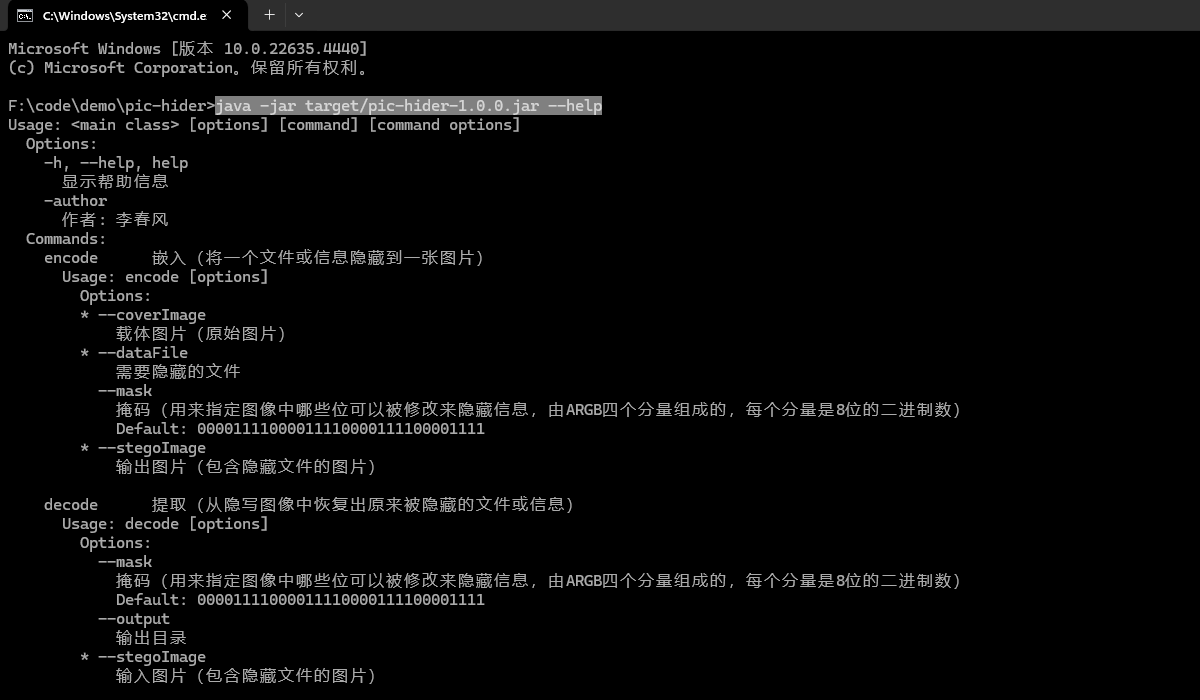 C:\Windows\System32\cmd.e
Microsoft Windows [版本 10.0.22635.4440]
(c) Microsoft Corporation。保留所有权利。
F:\code\demo\pic-hider>java -jar target/pic-hider-1.0.0.jar --help
Usage: <main class> [options] [command] [command options]
Options:
-h, --help, help
显示帮助信息
-author
作者: 李春风
Commands:
encode 嵌入（将一个文件或信息隐藏到一张图片）
Usage: encode [options]
Options:
* --coverImage
载体图片（原始图片）
* --dataFile
需要隐藏的文件
--mask
掩码（用来指定图像中哪些位可以被修改来隐藏信息，由ARGB四个分量组成的，每个分量是8位的二进制数）
Default: 00001111000011110000111100001111
* --stegoImage
输出图片（包含隐藏文件的图片）
decode 提取（从隐写图像中恢复出原来被隐藏的文件或信息）
Usage: decode [options]
Options:
--mask
掩码（用来指定图像中哪些位可以被修改来隐藏信息，由ARGB四个分量组成的，每个分量是8位的二进制数）
Default: 00001111000011110000111100001111
--output
输出目录
* --stegoImage
输入图片（包含隐藏文件的图片）